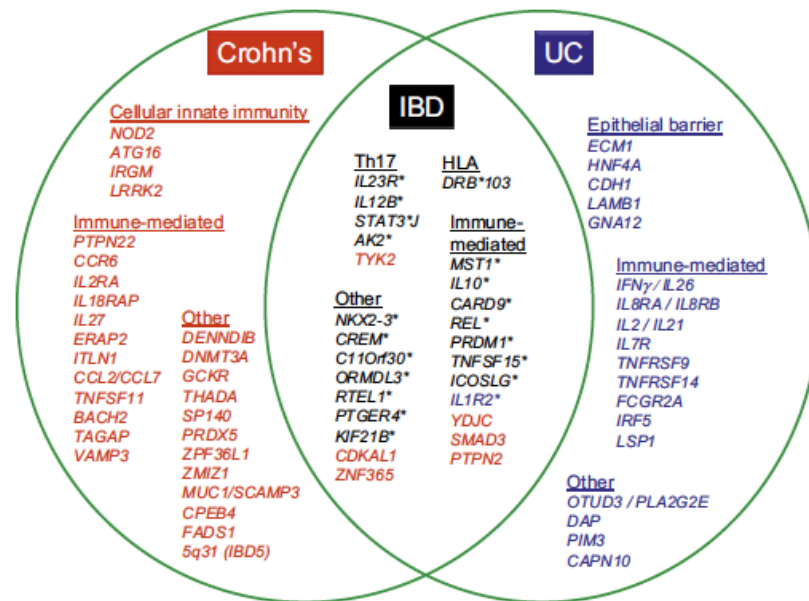 Crohn's
UC
IBD
Cellular innate immunity
NOD2
ATG16
IRGM
LRRK2
Immune-mediated
PTPN22
CCR6
IL2RA
IL18RAP
IL27
ERAP2
ITLN1
CCL2/CCL7
TNFSF11
BACH2
TAGAP
VAMP3
Other
DENNDIB
DNMT3A
GCKR
THADA
SP140
PRDX5
ZPF36L1
ZMIZ1
MUC1/SCAMP3
CPEB4
FADS1
5q31 (IBD5)
Th17
IL23R*
IL12B*
STAT3*J
AK2*
TYK2
Other
NKX2-3*
CREM*
C11Orf30*
ORMDL3*
RTEL1*
PTGER4*
KIF21B*
CDKAL1
ZNF365
HLA
DRB*103
Immune-
mediated
MST1*
IL10*
CARD9*
REL*
PRDM1*
TNFSF15*
ICOSLG*
IL1R2*
YDJC
SMAD3
PTPN2
Epithelial barrier
ECM1
HNF4A
CDH1
LAMB1
GNA12
Immune-mediated
IFNγ / IL26
IL8RA / IL8RB
IL2 / IL21
IL7R
TNFRSF9
TNFRSF14
FCGR2A
IRF5
LSP1
Other
OTUD3 / PLA2G2E
DAP
PIM3
CAPN10